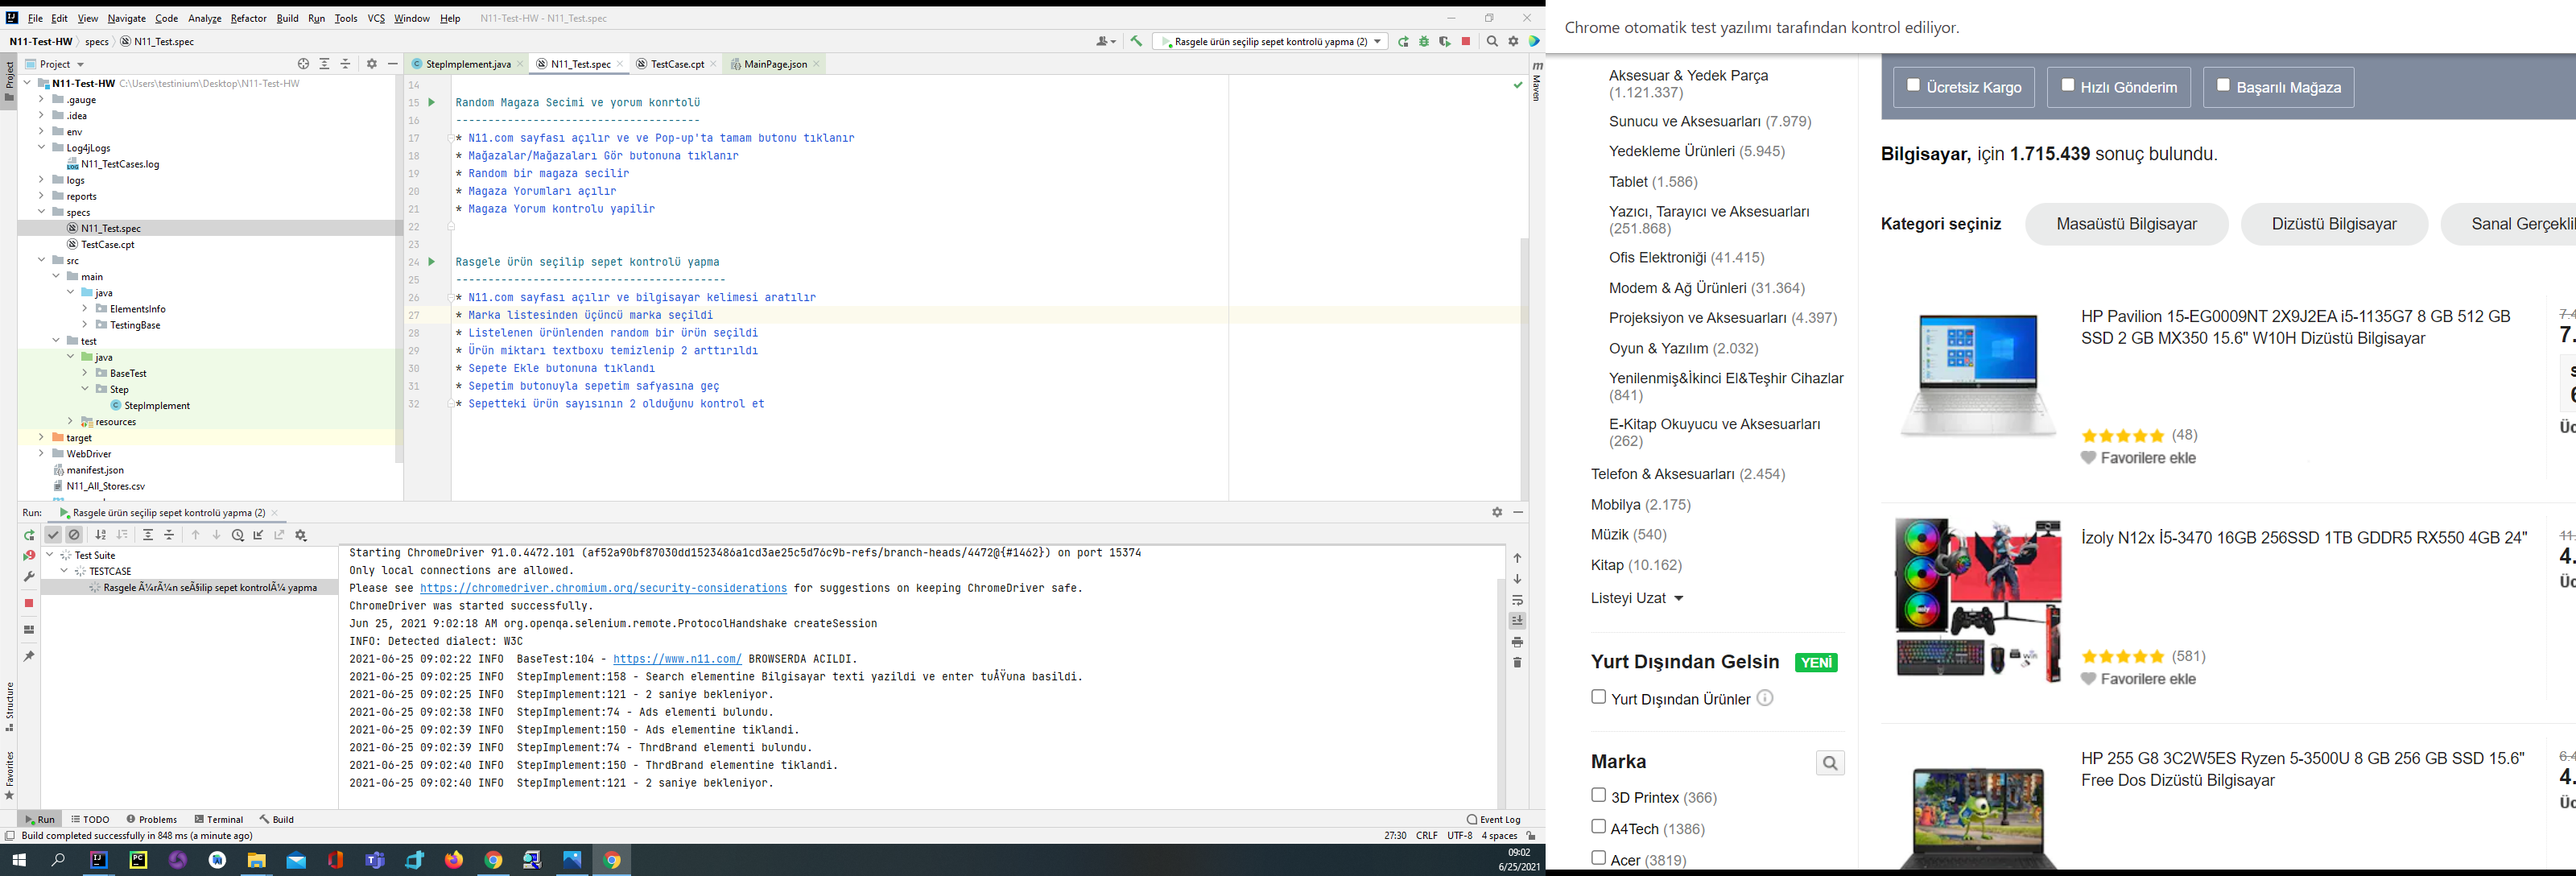 File Edit View Navigate Code Analyze Refactor Build Run Tools VCS Window Help N11-Test-HW - N11_Test.spec
N11-Test-HW specs N11_Test.spec
Rasgele ürün seçilip sepet kontrolü yapma (2)
Project
StepImplement.java N11_Test.spec TestCase.cpt MainPage.json
Project
Maven
N11-Test-HW C:\Users\testinium\Desktop\N11-Test-HW
.gauge
.idea
env
Log4jLogs
N11_TestCases.log
logs
reports
specs
N11_Test.spec
TestCase.cpt
src
main
java
ElementsInfo
TestingBase
test
java
BaseTest
Step
StepImplement
resources
target
WebDriver
manifest.json
N11_All_Stores.csv
14
15 Random Magaza Secimi ve yorum konrtolü
16 --------------------------------------
17 * N11.com sayfası açılır ve ve Pop-up'ta tamam butonu tıklanır
18 * Mağazalar/Mağazaları Gör butonuna tıklanır
19 * Random bir magaza secilir
20 * Magaza Yorumları açılır
21 * Magaza Yorum kontrolu yapilir
22
23
24 Rasgele ürün seçilip sepet kontrolü yapma
25 ------------------------------------------
26 * N11.com sayfası açılır ve bilgisayar kelimesi aratılır
27 * Marka listesinden üçüncü marka seçildi
28 * Listelenen ürünlenden random bir ürün seçildi
29 * Ürün miktarı textboxu temizlenip 2 arttırıldı
30 * Sepete Ekle butonuna tıklandı
31 * Sepetim butonuyla sepetim safyasına geç
32 * Sepetteki ürün sayısının 2 olduğunu kontrol et
Run: Rasgele ürün seçilip sepet kontrolü yapma (2)
Test Suite
TESTCASE
Rasgele Ã¼rÃ¼n seÃ§ilip sepet kontrolÃ¼ yapma
Starting ChromeDriver 91.0.4472.101 (af52a90bf87030dd1523486a1cd3ae25c5d76c9b-refs/branch-heads/4472@{#1462}) on port 15374
Only local connections are allowed.
Please see https://chromedriver.chromium.org/security-considerations for suggestions on keeping ChromeDriver safe.
ChromeDriver was started successfully.
Jun 25, 2021 9:02:18 AM org.openqa.selenium.remote.ProtocolHandshake createSession
INFO: Detected dialect: W3C
2021-06-25 09:02:22 INFO BaseTest:104 - https://www.n11.com/ BROWSERDA ACILDI.
2021-06-25 09:02:25 INFO StepImplement:158 - Search elementine Bilgisayar texti yazildi ve enter tuÅŸuna basildi.
2021-06-25 09:02:25 INFO StepImplement:121 - 2 saniye bekleniyor.
2021-06-25 09:02:38 INFO StepImplement:74 - Ads elementi bulundu.
2021-06-25 09:02:39 INFO StepImplement:150 - Ads elementine tiklandi.
2021-06-25 09:02:39 INFO StepImplement:74 - ThrdBrand elementi bulundu.
2021-06-25 09:02:40 INFO StepImplement:150 - ThrdBrand elementine tiklandi.
2021-06-25 09:02:40 INFO StepImplement:121 - 2 saniye bekleniyor.
Structure
Favorites
Run TODO Problems Terminal Build Event Log
Build completed successfully in 848 ms (a minute ago) 27:30 CRLF UTF-8 4 spaces
09:02
6/25/2021
Chrome otomatik test yazılımı tarafından kontrol ediliyor.
Aksesuar & Yedek Parça
(1.121.337)
Sunucu ve Aksesuarları (7.979)
Yedekleme Ürünleri (5.945)
Tablet (1.586)
Yazıcı, Tarayıcı ve Aksesuarları
(251.868)
Ofis Elektroniği (41.415)
Modem & Ağ Ürünleri (31.364)
Projeksiyon ve Aksesuarları (4.397)
Oyun & Yazılım (2.032)
Yenilenmiş&İkinci El&Teşhir Cihazlar
(841)
E-Kitap Okuyucu ve Aksesuarları
(262)
Telefon & Aksesuarları (2.454)
Mobilya (2.175)
Müzik (540)
Kitap (10.162)
Listeyi Uzat
Yurt Dışından Gelsin YENİ
Yurt Dışından Ürünler
Marka
3D Printex (366)
A4Tech (1386)
Acer (3819)
Ücretsiz Kargo Hızlı Gönderim Başarılı Mağaza
Bilgisayar, için 1.715.439 sonuç bulundu.
Kategori seçiniz Masaüstü Bilgisayar Dizüstü Bilgisayar Sanal Gerçekli
HP Pavilion 15-EG0009NT 2X9J2EA i5-1135G7 8 GB 512 GB
SSD 2 GB MX350 15.6" W10H Dizüstü Bilgisayar
(48)
Favorilere ekle
İzoly N12x İ5-3470 16GB 256SSD 1TB GDDR5 RX550 4GB 24"
(581)
Favorilere ekle
HP 255 G8 3C2W5ES Ryzen 5-3500U 8 GB 256 GB SSD 15.6"
Free Dos Dizüstü Bilgisayar